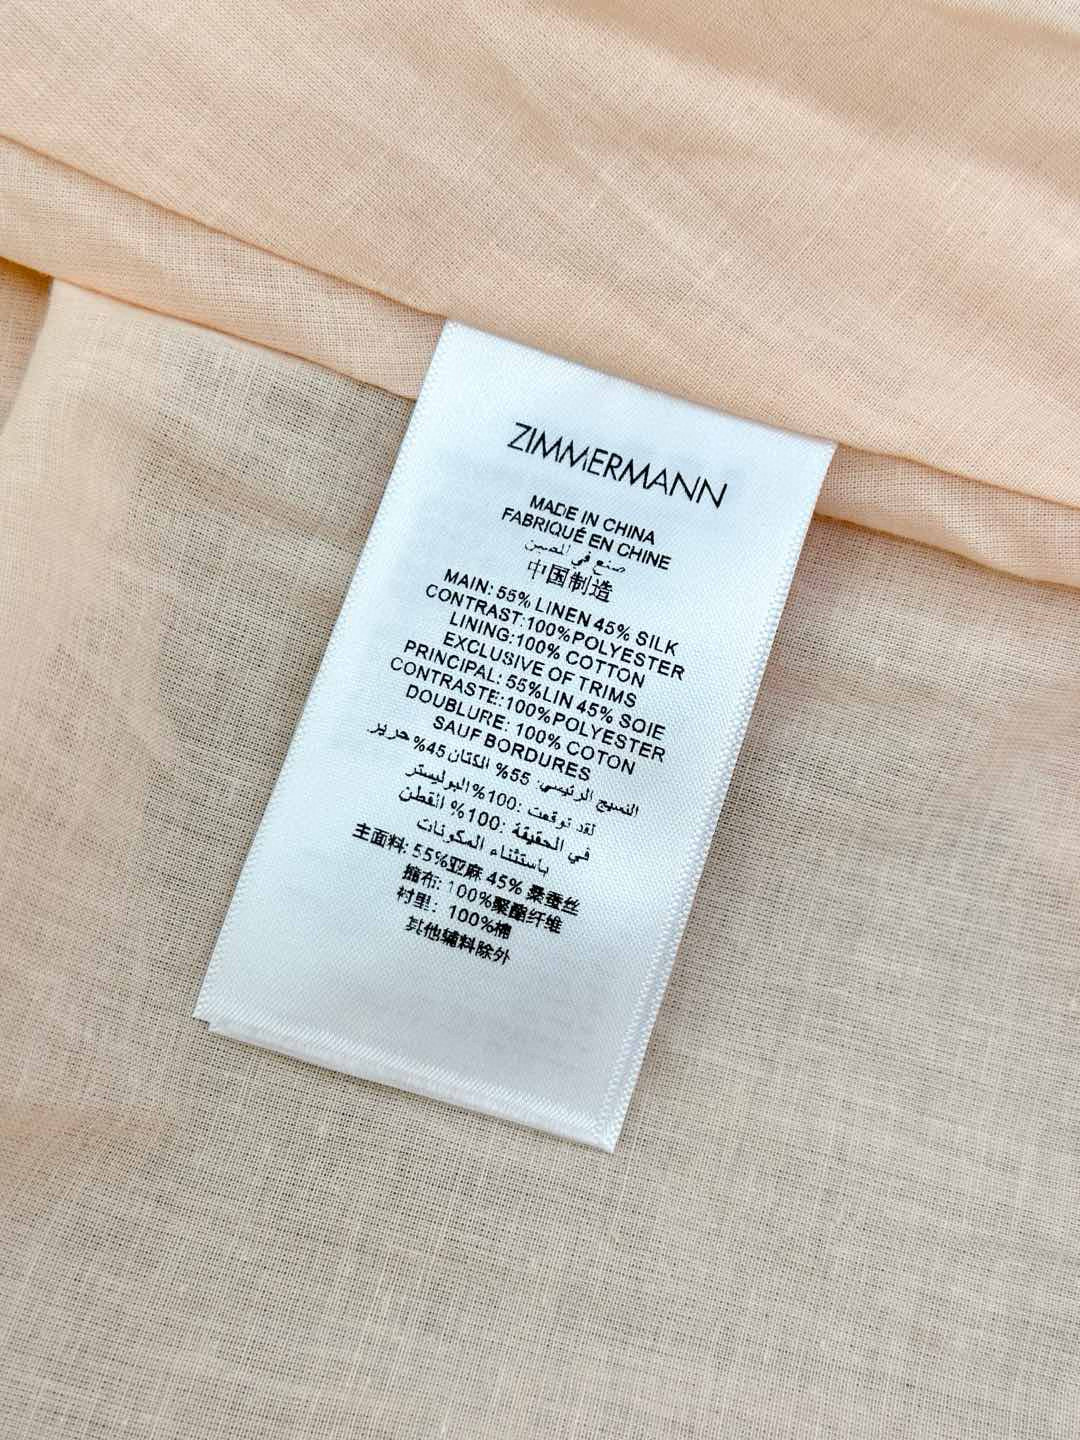 ZIMMERMANN
MADE IN CHINA
FABRIQUÉ EN CHINE
صنع في الصين
中国制造
MAIN: 55% LINEN 45% SILK
CONTRAST:100%POLYESTER
LINING:100% COTTON
EXCLUSIVE OF TRIMS
PRINCIPAL: 55%LIN 45% SOIE
CONTRASTE:100%POLYESTER
DOUBLURE: 100% COTON
SAUF BORDURES
النسيج الرئيسي: 55% الكتان 45% حرير
لقد توقعت :100% البوليستر
في الحقيقة :100% القطن
باستثناء المكونات
主面料: 55%亚麻 45% 桑蚕丝
撞布: 100%聚酯纤维
衬里: 100%棉
其他辅料除外